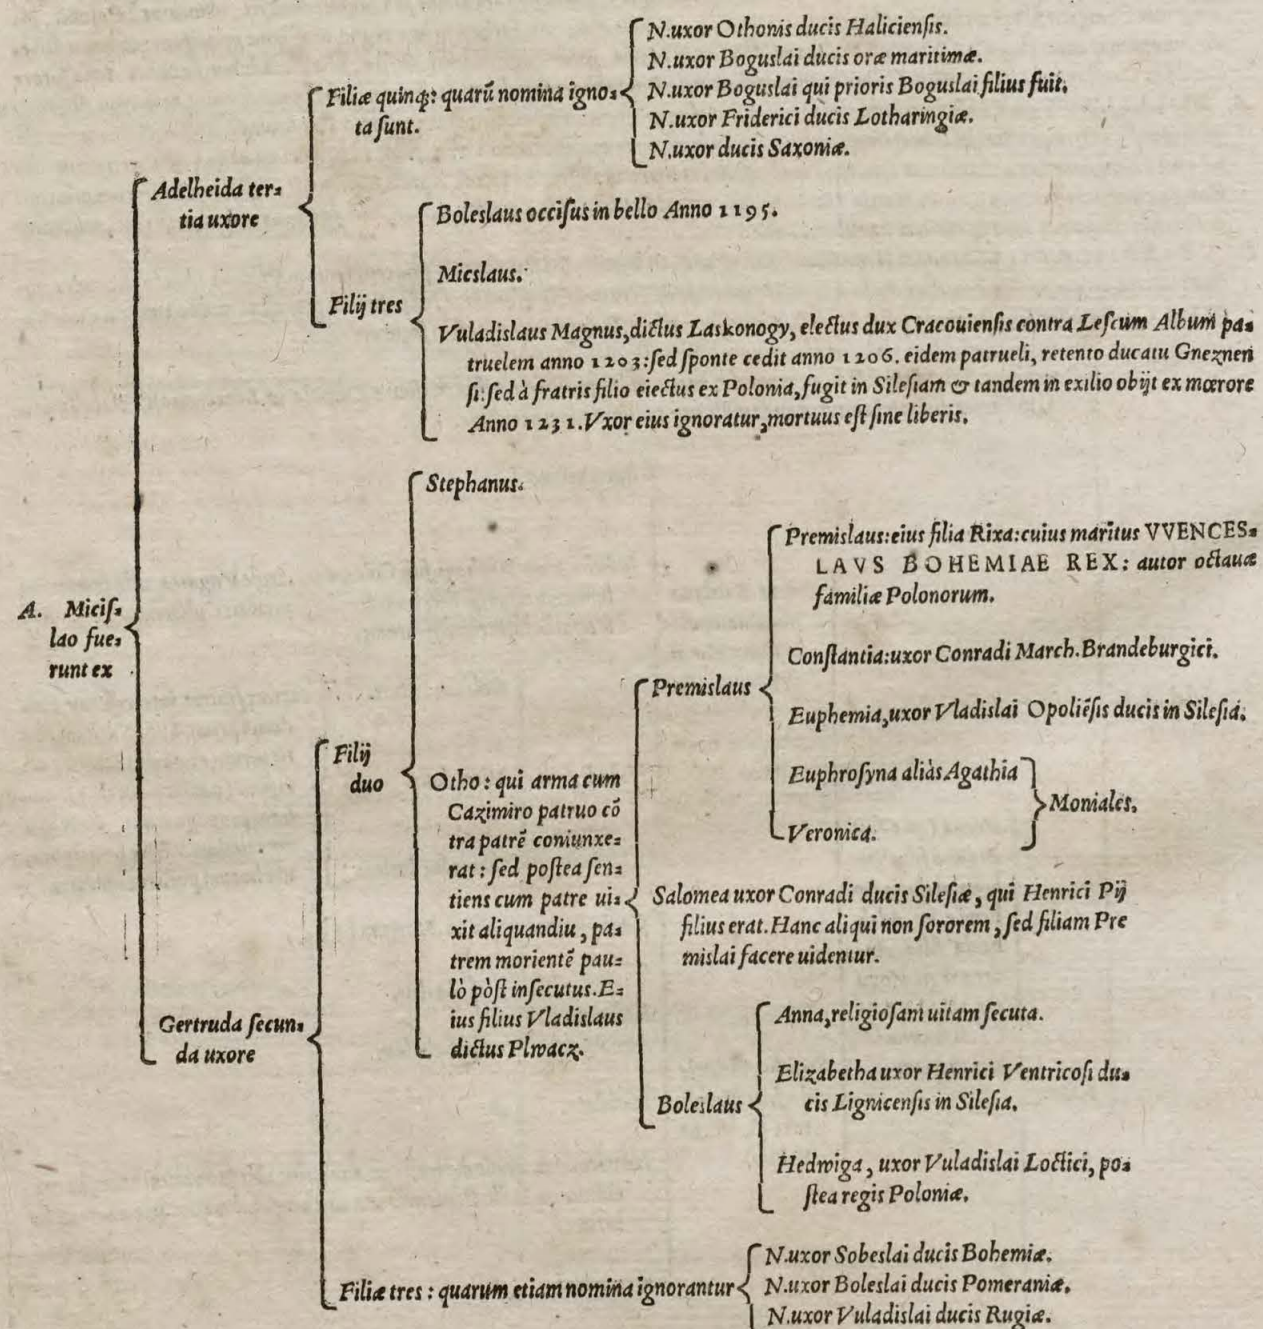 N.uxor Othonis ducis Haliciensis.
N.uxor Boguslai ducis oræ maritimæ.
Filiæ quinq;: quarū nomina igno=
N.uxor Boguslai qui prioris Boguslai filius fuit.
ta sunt.
N.uxor Friderici ducis Lotharingiæ.
N.uxor ducis Saxoniæ.
Adelheida ter=
tia uxore
Filij tres
Boleslaus occisus in bello Anno 1195.
Mieslaus.
Vuladislaus Magnus, dictus Laskonogy, electus dux Cracouiensis contra Lescum Album pa=
truelem anno 1203: sed sponte cedit anno 1206. eidem patrueli, retento ducatu Gneznen
si: sed à fratris filio eiectus ex Polonia, fugit in Silesiam & tandem in exilio obijt ex mœrore
Anno 1231. Vxor eius ignoratur, mortuus est sine liberis.
A. Micis=
lao fue=
runt ex
Gertruda secun=
da uxore
Filij
duo
Stephanus.
Otho: qui arma cum
Cazimiro patruo cō
tra patrē coniunxe=
rat: sed postea sen=
tiens cum patre ui=
xit aliquandiu, pa=
trem morientē pau=
lò pòst insecutus. E=
ius filius Vladislaus
dictus Plwacz.
Premislaus
Premislaus: eius filia Rixa: cuius maritus VVENCES=
LAVS BOHEMIAE REX: autor octauæ
familiæ Polonorum.
Constantia: uxor Conradi March. Brandeburgici.
Euphemia, uxor Vladislai Opoliēsis ducis in Silesia.
Euphrosyna aliàs Agathia
Moniales.
Veronica.
Salomea uxor Conradi ducis Silesiæ, qui Henrici Pij
filius erat. Hanc aliqui non sororem, sed filiam Pre
mislai facere uidentur.
Boleslaus
Anna, religiosam uitam secuta.
Elizabetha uxor Henrici Ventricosi du=
cis Lignicensis in Silesia.
Hedwiga, uxor Vuladislai Loctici, po=
stea regis Poloniæ.
Filiæ tres: quarum etiam nomina ignorantur
N.uxor Sobeslai ducis Bohemiæ.
N.uxor Boleslai ducis Pomeraniæ.
N.uxor Vuladislai ducis Rugiæ.